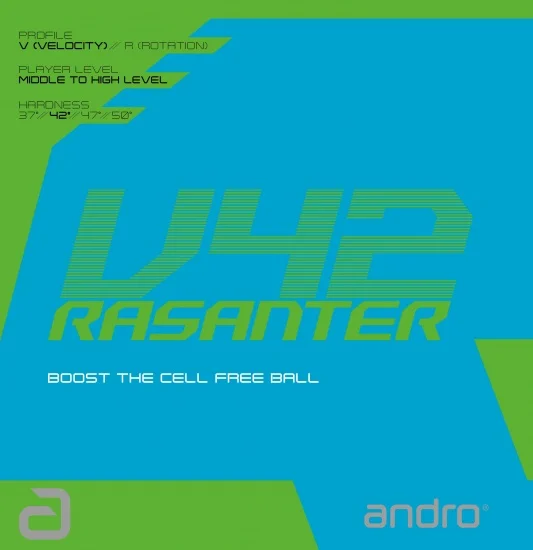 PROFILE
V (VELOCITY) // R (ROTATION)
PLAYER LEVEL
MIDDLE TO HIGH LEVEL
HARDNESS
37°//42°//47°//50°
V42
RASANTER
BOOST THE CELL FREE BALL
a
andro®